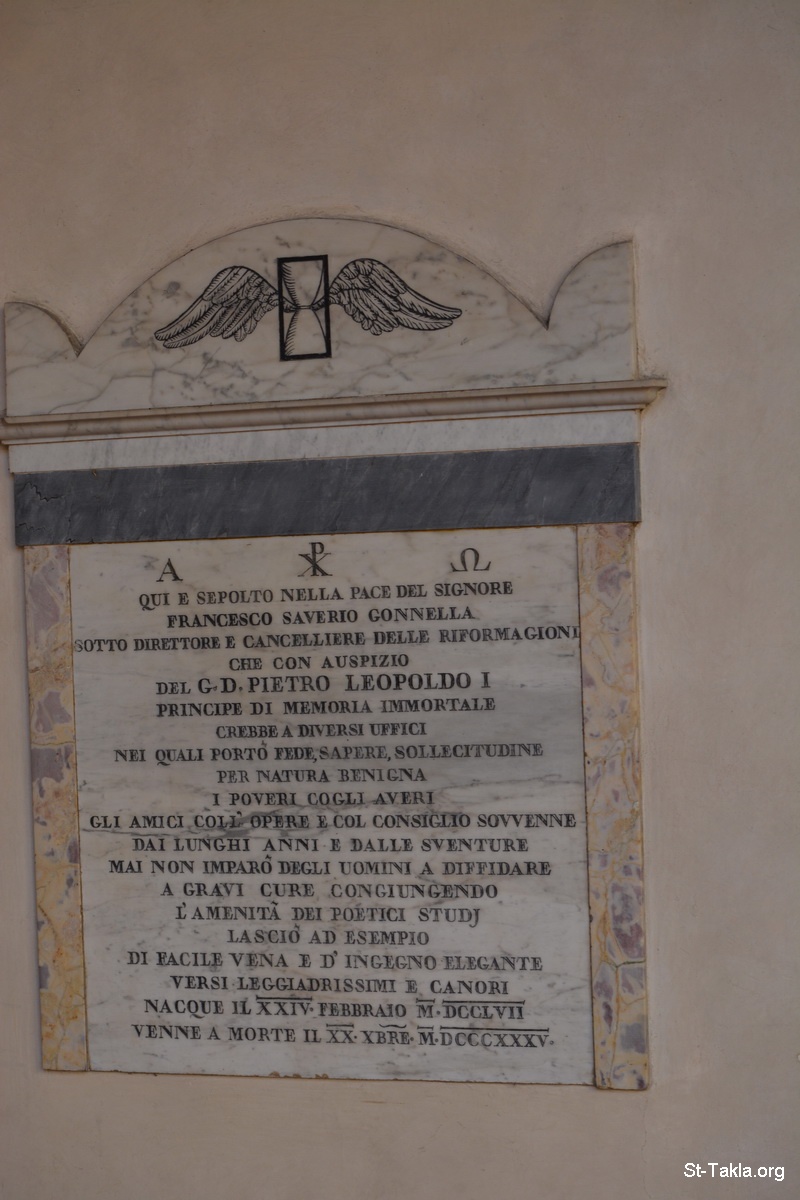 Α ☧ Ω
QUI E SEPOLTO NELLA PACE DEL SIGNORE
FRANCESCO SAVERIO GONNELLA
SOTTO DIRETTORE E CANCELLIERE DELLE RIFORMAGIONI
CHE CON AUSPIZIO
DEL G.D. PIETRO LEOPOLDO I
PRINCIPE DI MEMORIA IMMORTALE
CREBBE A DIVERSI UFFICI
NEI QUALI PORTÒ FEDE, SAPERE, SOLLECITUDINE
PER NATURA BENIGNA
I POVERI COGLI AVERI
GLI AMICI COLL' OPERE E COL CONSIGLIO SOVVENNE
DAI LUNGHI ANNI E DALLE SVENTURE
MAI NON IMPARÒ DEGLI UOMINI A DIFFIDARE
A GRAVI CURE CONGIUNGENDO
L'AMENITÀ DEI POETICI STUDJ
LASCIÒ AD ESEMPIO
DI FACILE VENA E D' INGEGNO ELEGANTE
VERSI LEGGIADRISSIMI E CANORI
NACQUE IL XXIV. FEBBRAIO M.DCCLVII
VENNE A MORTE IL XX. XBRE. M.DCCCXXXV.
St-Takla.org